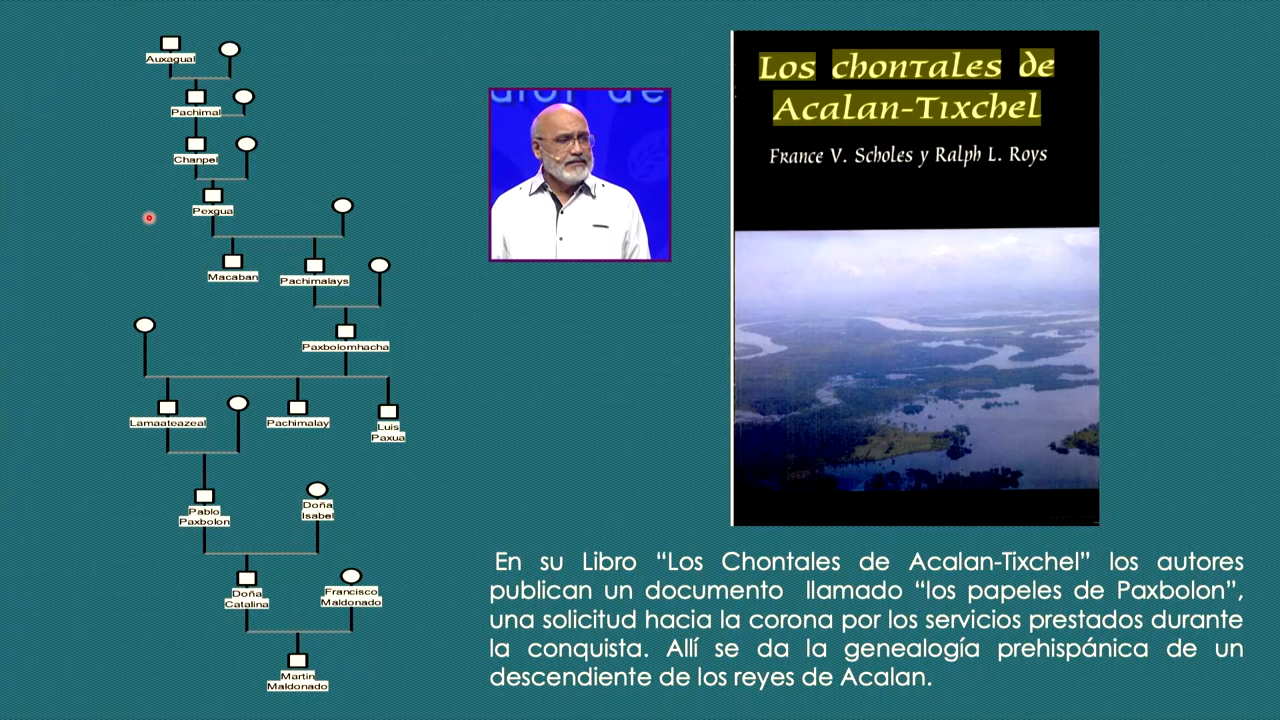 Auxagual
Pachimal
Chanpel
Pexgua
Macaban
Pachimalays
Paxbolomhacha
Lamaateazeal
Pachimalay
Luis
Paxua
Pablo
Paxbolon
Doña
Isabel
Doña
Catalina
Francisco
Maldonado
Martin
Maldonado
Los chontales de
Acalan-Tixchel
France V. Scholes y Ralph L. Roys
En su Libro “Los Chontales de Acalan-Tixchel” los autores
publican un documento llamado “los papeles de Paxbolon”,
una solicitud hacia la corona por los servicios prestados durante
la conquista. Allí se da la genealogía prehispánica de un
descendiente de los reyes de Acalan.